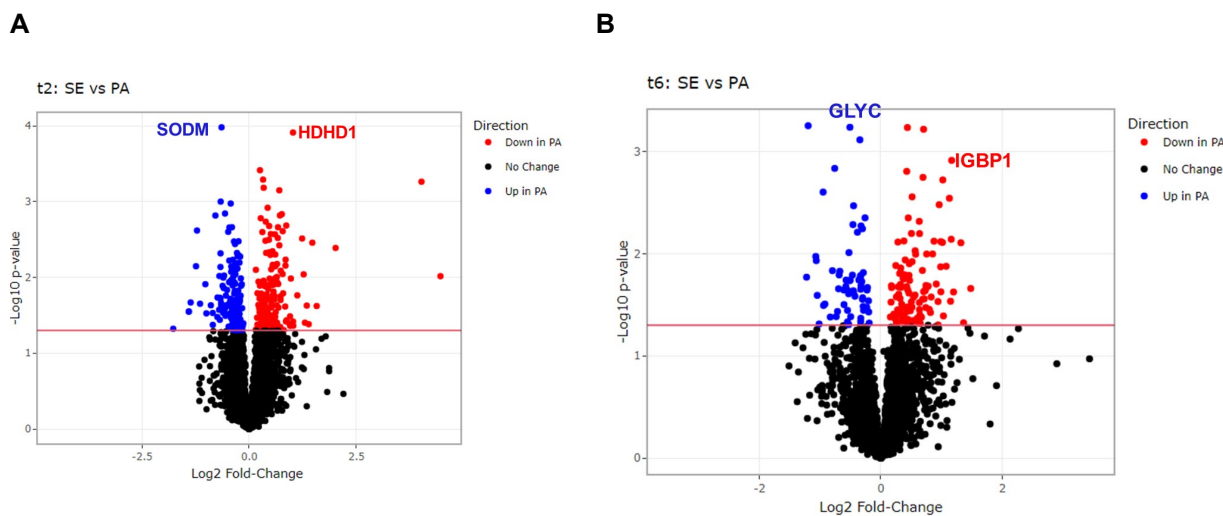 A
t2: SE vs PA
SODM
HDHD1
Direction
Down in PA
No Change
Up in PA
4
3
2
1
0
-Log10 p-value
-2.5
0.0
2.5
Log2 Fold-Change
B
t6: SE vs PA
GLYC
IGBP1
Direction
Down in PA
No Change
Up in PA
3
2
1
0
-Log10 p-value
-2
0
2
Log2 Fold-Change